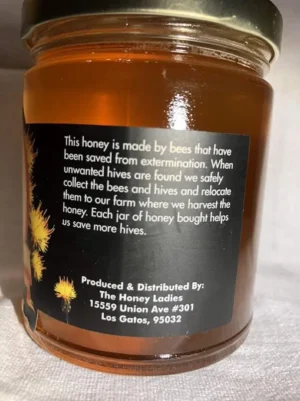 This honey is made by bees that have
been saved from extermination. When
unwanted hives are found we safely
collect the bees and hives and relocate
them to our farm where we harvest the
honey. Each jar of honey bought helps
us save more hives.
Produced & Distributed By:
The Honey Ladies
15559 Union Ave #301
Los Gatos, 95032